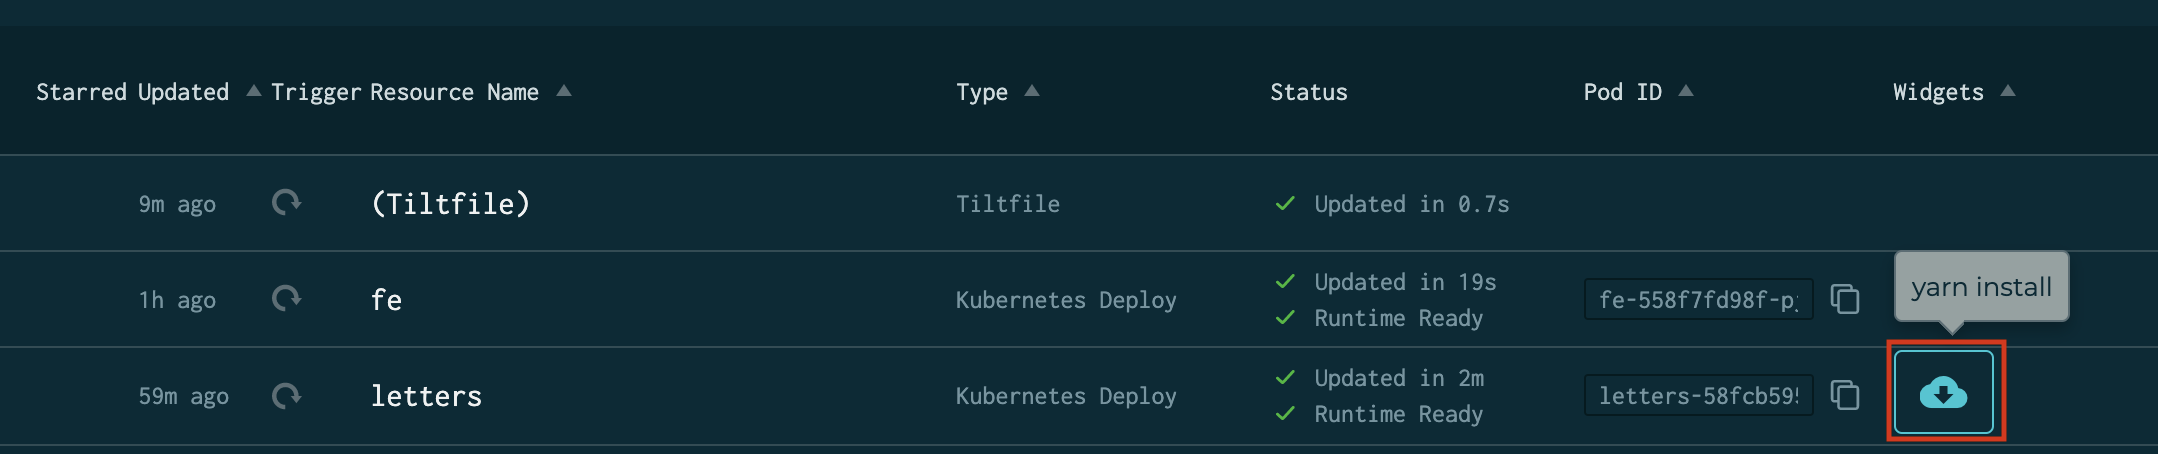 Starred Updated Trigger Resource Name Type Status Pod ID Widgets
9m ago (Tiltfile) Tiltfile Updated in 0.7s
1h ago fe Kubernetes Deploy Updated in 19s
Runtime Ready
fe-558f7fd98f-p
yarn install
59m ago letters Kubernetes Deploy Updated in 2m
Runtime Ready
letters-58fcb59